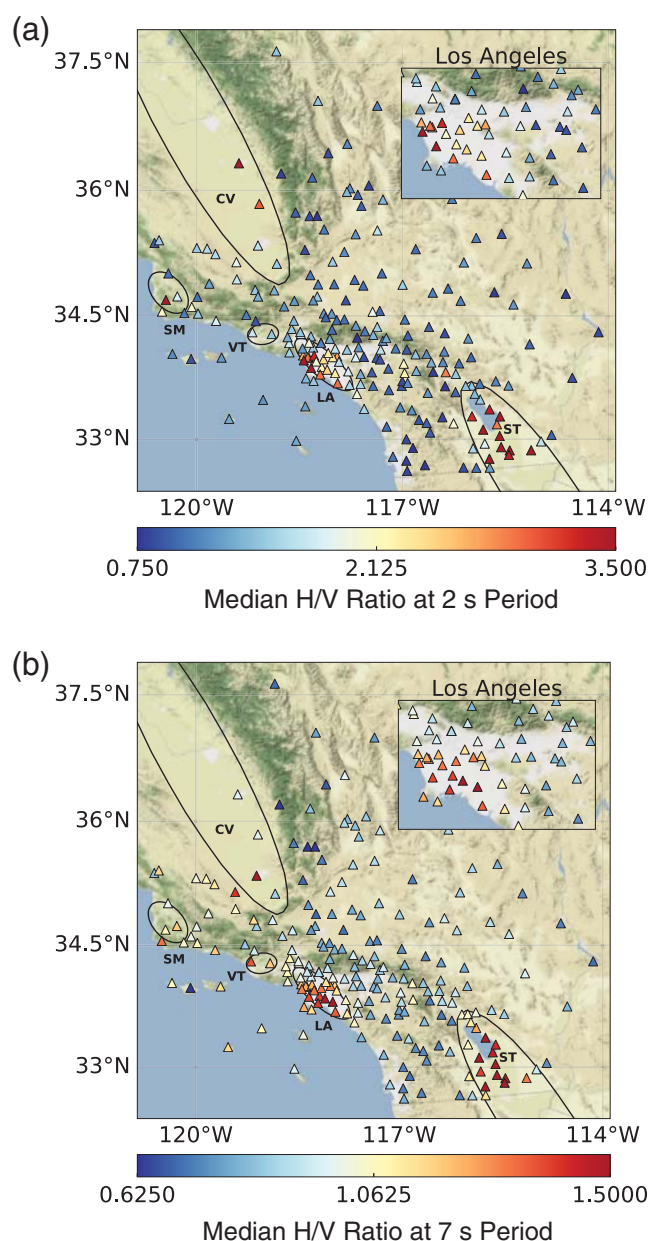 (a)
Los Angeles
37.5°N
36°N
34.5°N
33°N
CV
SM
VT
LA
ST
120°W
117°W
114°W
0.750
2.125
3.500
Median H/V Ratio at 2 s Period
(b)
Los Angeles
37.5°N
36°N
34.5°N
33°N
CV
SM
VT
LA
ST
120°W
117°W
114°W
0.6250
1.0625
1.5000
Median H/V Ratio at 7 s Period